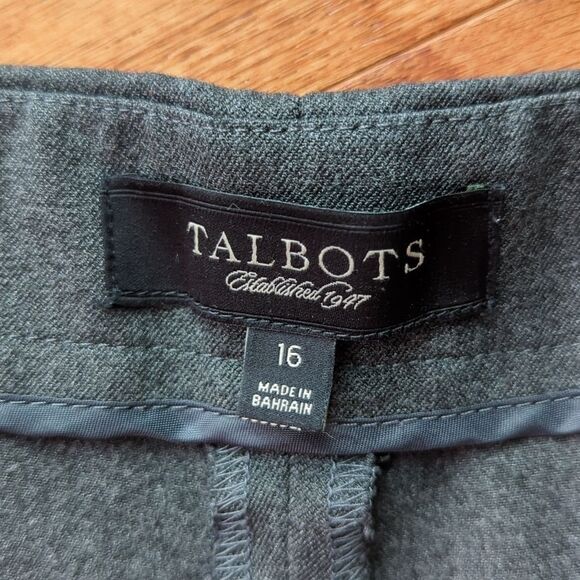 TALBOTS
Established 1947
16
MADE IN
BAHRAIN